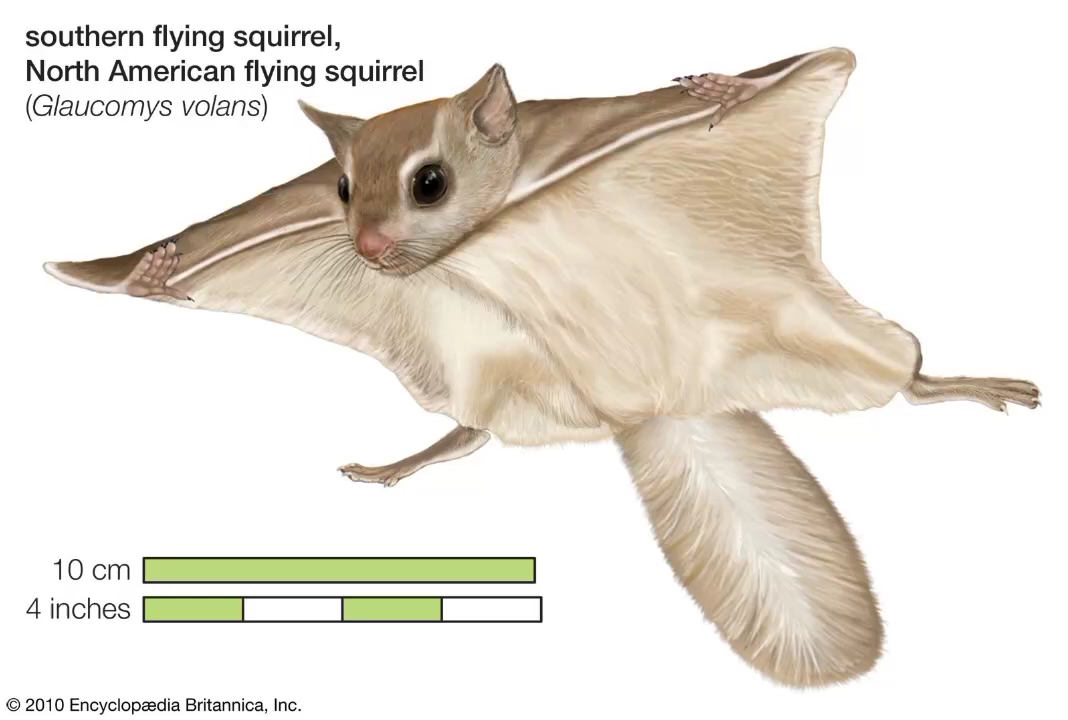 southern flying squirrel,
North American flying squirrel
(Glaucomys volans)
10 cm
4 inches
© 2010 Encyclopædia Britannica, Inc.